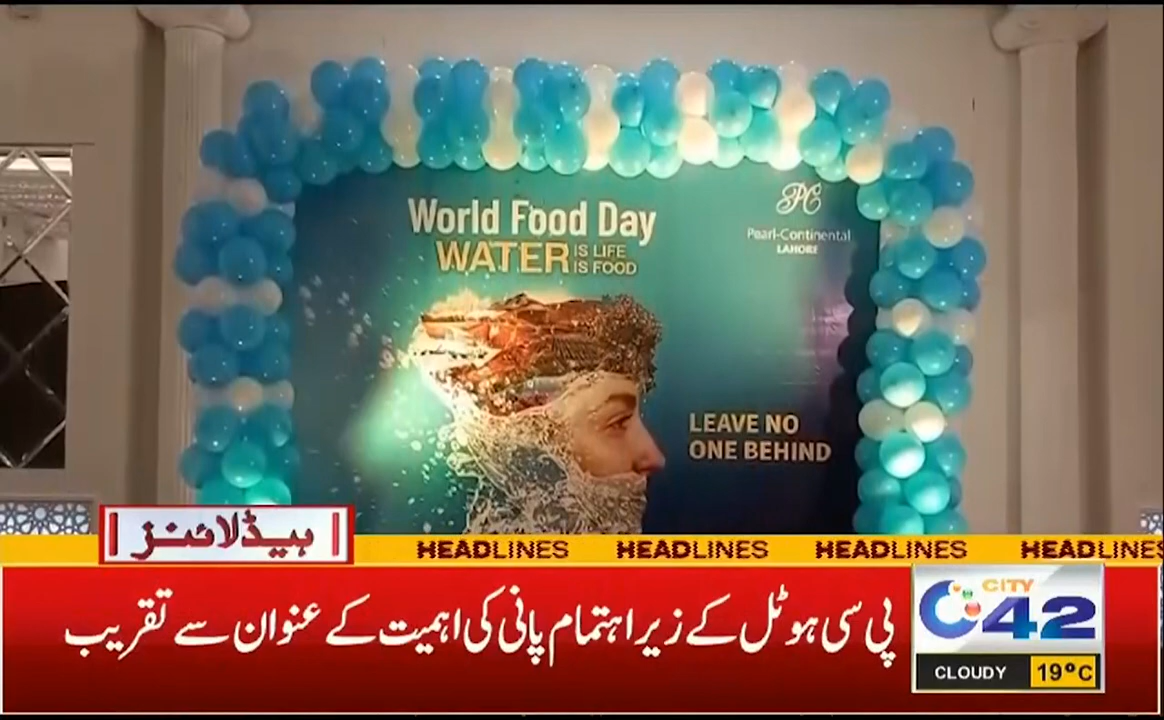 World Food Day
WATER IS LIFE
IS FOOD
PC
Pearl-Continental
LAHORE
LEAVE NO
ONE BEHIND
ہیڈلائنز
HEADLINES HEADLINES HEADLINES HEADLINES
پی سی ہوٹل کے زیر اہتمام پانی کی اہمیت کے عنوان سے تقریب
CITY
42
CLOUDY 19°C